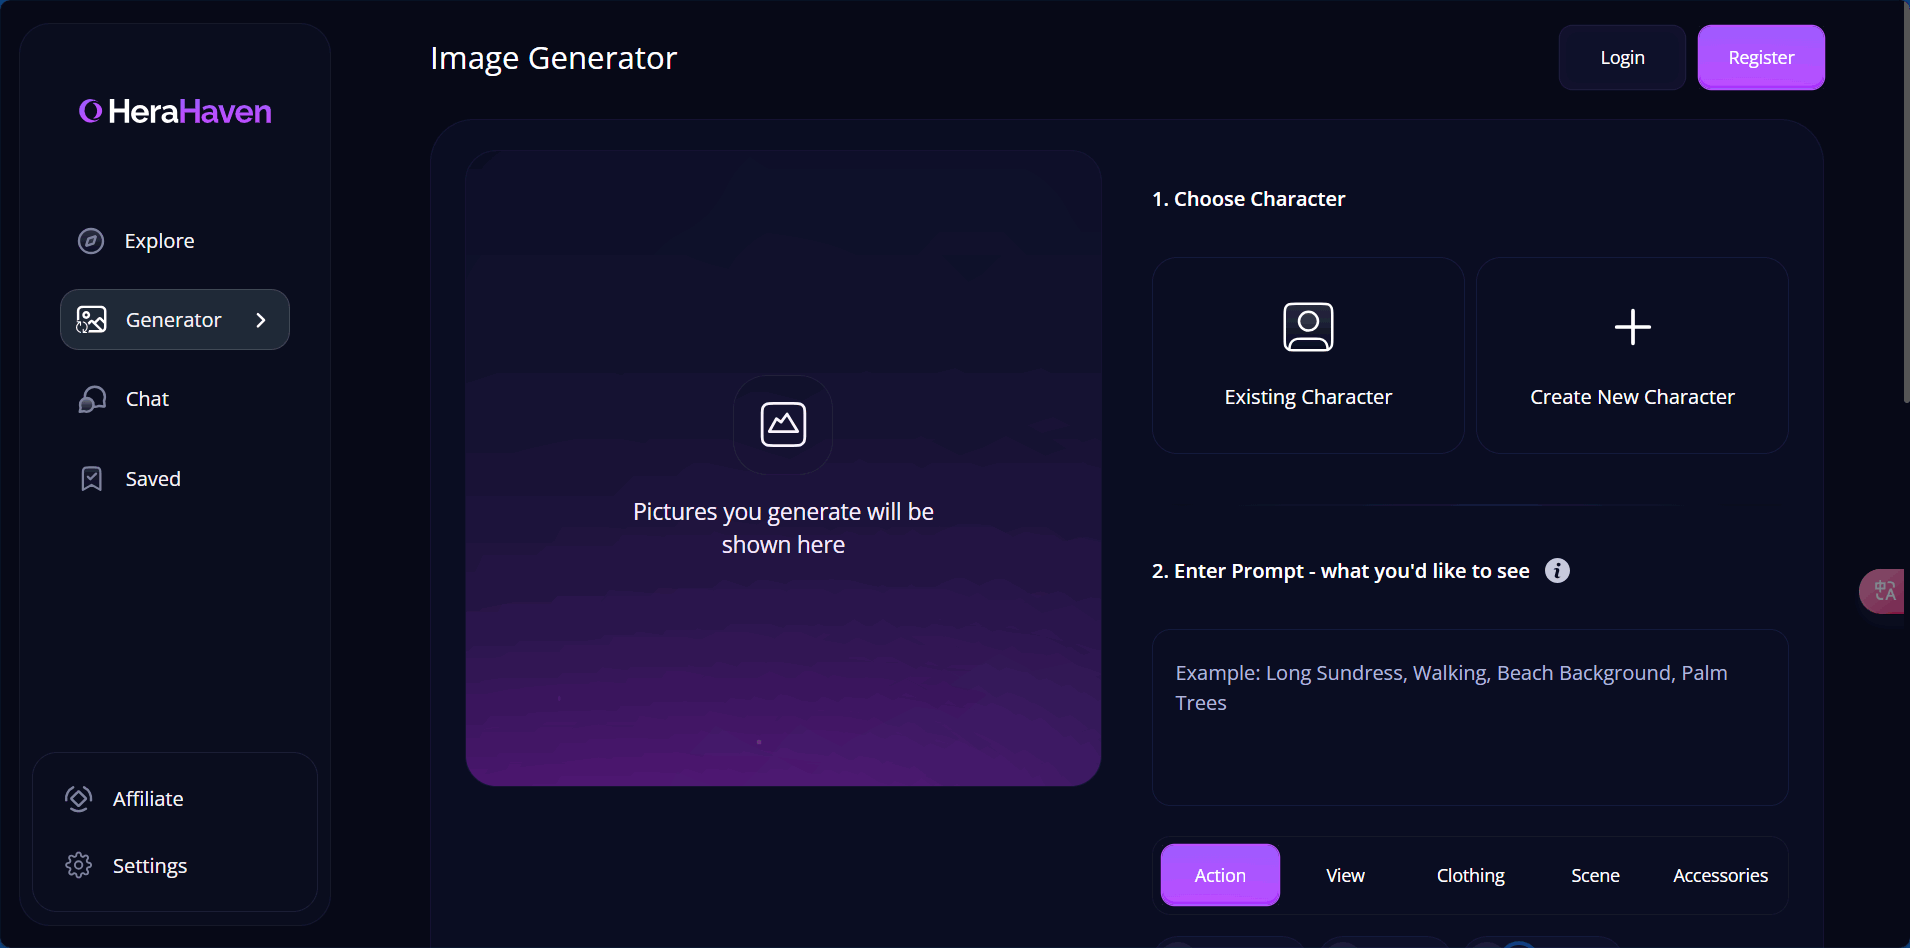 Image Generator
Login
Register
HeraHaven
Explore
Generator
Chat
Saved
Affiliate
Settings
Pictures you generate will be
shown here
1. Choose Character
Existing Character
Create New Character
2. Enter Prompt - what you'd like to see
Example: Long Sundress, Walking, Beach Background, Palm
Trees
Action
View
Clothing
Scene
Accessories
中A